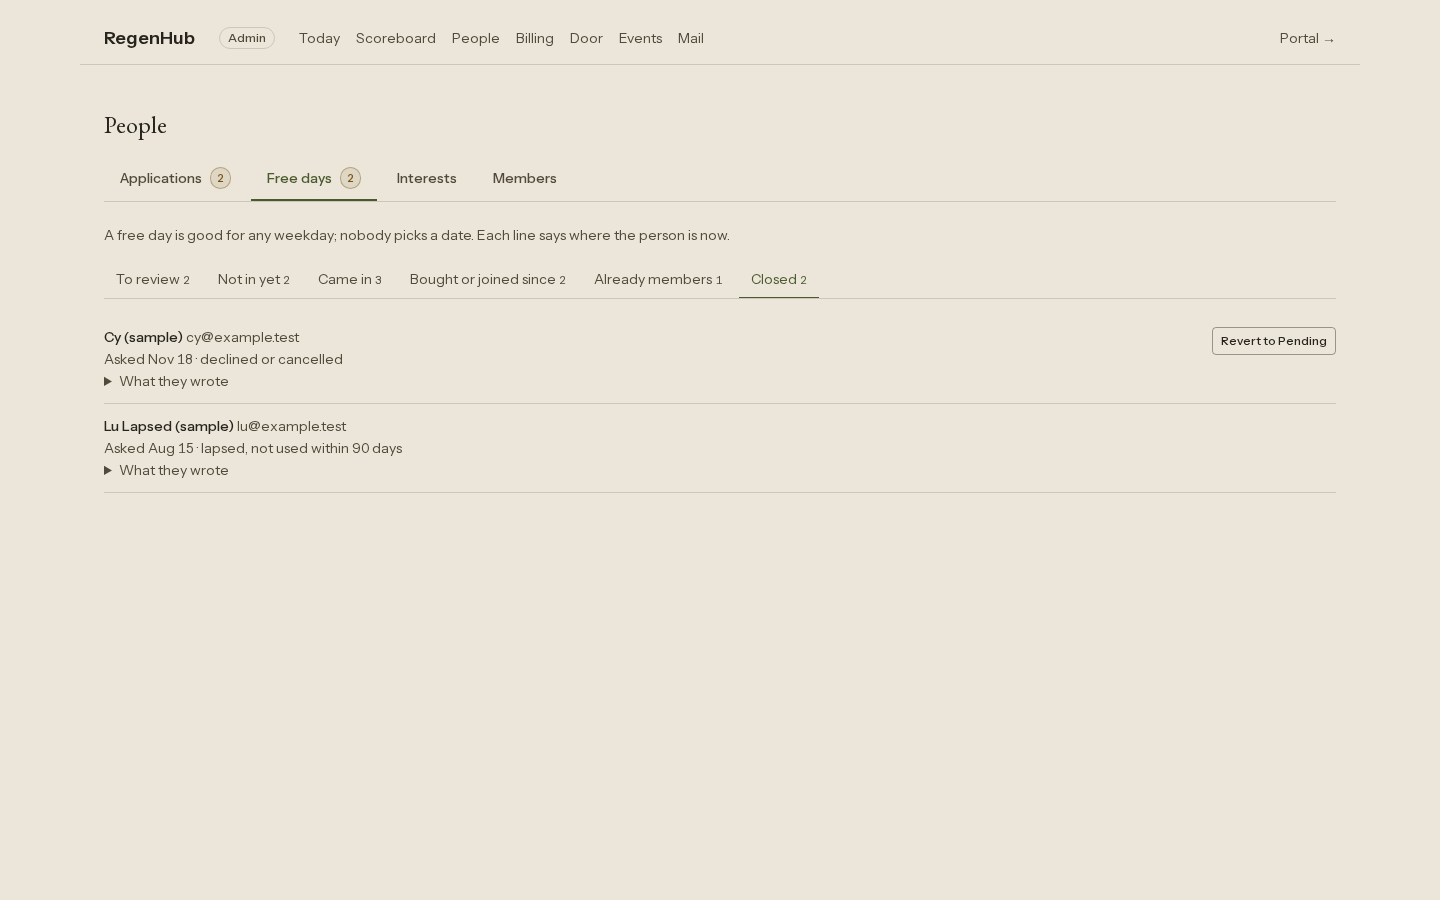 RegenHub Admin Today Scoreboard People Billing Door Events Mail Portal →
People
Applications 2 Free days 2 Interests Members
A free day is good for any weekday; nobody picks a date. Each line says where the person is now.
To review 2 Not in yet 2 Came in 3 Bought or joined since 2 Already members 1 Closed 2
Cy (sample) cy@example.test Revert to Pending
Asked Nov 18 · declined or cancelled
▶ What they wrote
Lu Lapsed (sample) lu@example.test
Asked Aug 15 · lapsed, not used within 90 days
▶ What they wrote